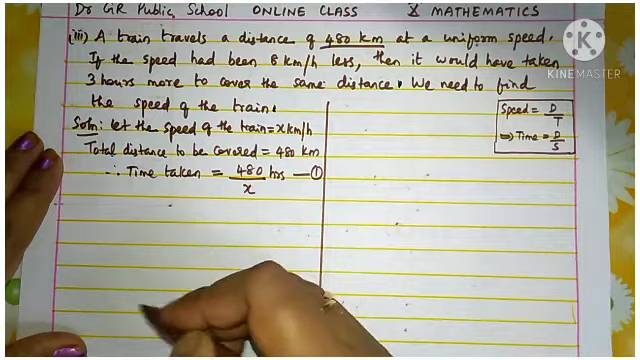 Dr GR Public School ONLINE CLASS X MATHEMATICS
(iii) A train travels a distance of 480 km at a uniform speed.
If the speed had been 8 km/h less, then it would have taken
3 hours more to cover the same distance. We need to find
the speed of the train.
Soln: Let the speed of the train = x km/h
Total distance to be covered = 480 km
∴ Time taken = 480/x hrs — ①
Speed = D/T
⇒ Time = D/S
KINEMASTER